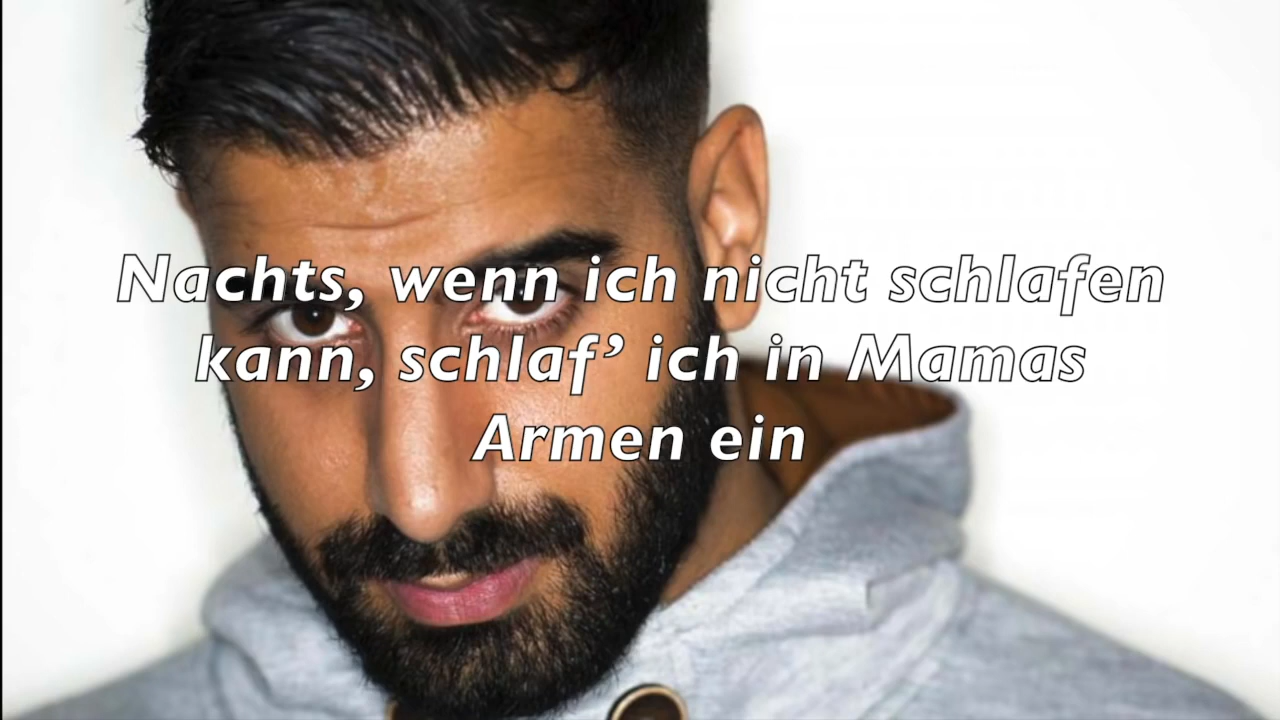 Nachts, wenn ich nicht schlafen
kann, schlaf’ ich in Mamas
Armen ein